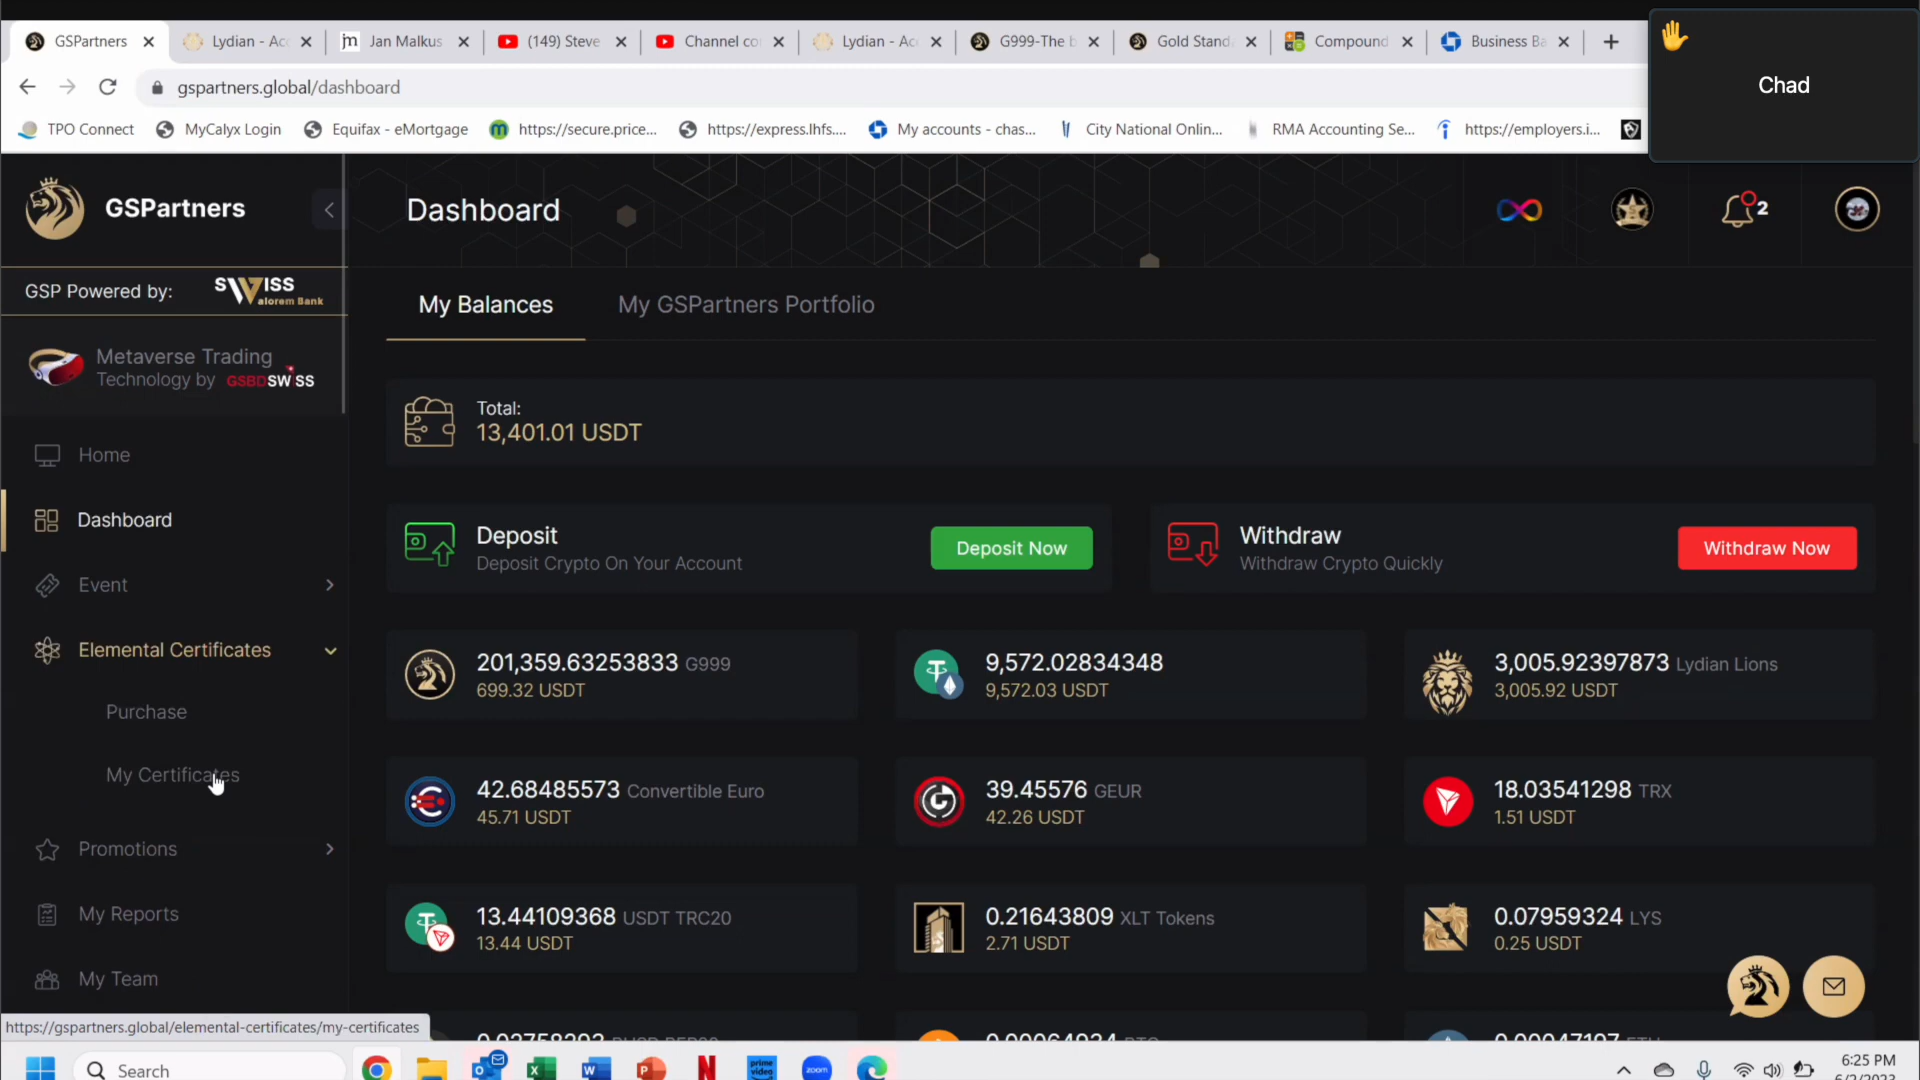 GSPartners
Lydian - Ac
Jan Malkus
(149) Steve
Channel co
Lydian - Ac
G999-The b
Gold Stand
Compound
Business Ba
Chad
gspartners.global/dashboard
TPO Connect
MyCalyx Login
Equifax - eMortgage
https://secure.price...
https://express.lhfs....
My accounts - chas...
City National Onlin...
RMA Accounting Se...
https://employers.i...
GSPartners
Dashboard
2
GSP Powered by:
SWISS
Valorem Bank
My Balances
My GSPartners Portfolio
Metaverse Trading
Technology by GSBDSWISS
Total:
13,401.01 USDT
Home
Dashboard
Event
Elemental Certificates
Purchase
My Certificates
Promotions
My Reports
My Team
Deposit
Deposit Crypto On Your Account
Deposit Now
Withdraw
Withdraw Crypto Quickly
Withdraw Now
201,359.63253833 G999
699.32 USDT
9,572.02834348
9,572.03 USDT
3,005.92397873 Lydian Lions
3,005.92 USDT
42.68485573 Convertible Euro
45.71 USDT
39.45576 GEUR
42.26 USDT
18.03541298 TRX
1.51 USDT
13.44109368 USDT TRC20
13.44 USDT
0.21643809 XLT Tokens
2.71 USDT
0.07959324 LYS
0.25 USDT
https://gspartners.global/elemental-certificates/my-certificates
Search
prime video
zoom
6:25 PM